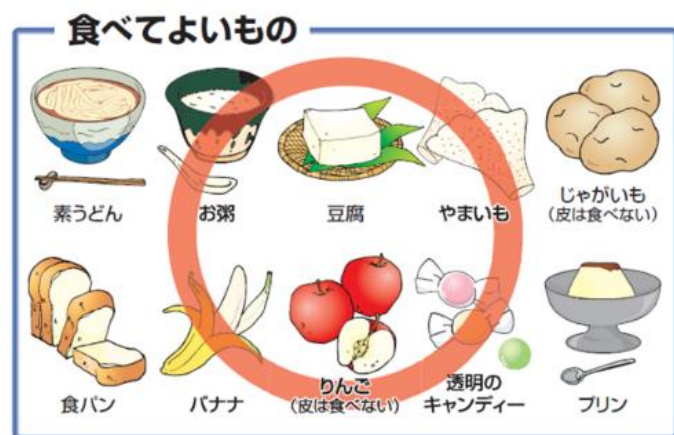 食べてよいもの
素うどん
お粥
豆腐
やまいも
じゃがいも
(皮は食べない)
食パン
バナナ
りんご
(皮は食べない)
透明の
キャンディー
プリン